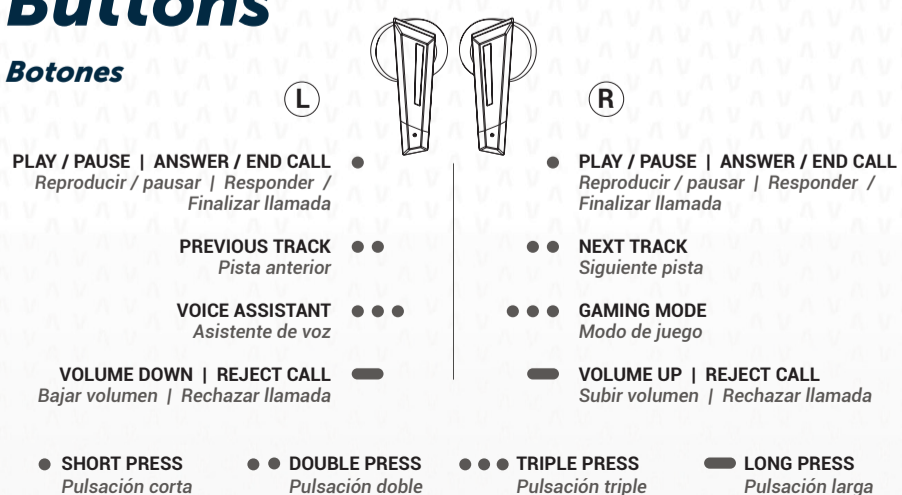 Buttons
Botones
L
R
PLAY / PAUSE | ANSWER / END CALL
Reproducir / pausar | Responder /
Finalizar llamada
PREVIOUS TRACK
Pista anterior
VOICE ASSISTANT
Asistente de voz
VOLUME DOWN | REJECT CALL
Bajar volumen | Rechazar llamada
PLAY / PAUSE | ANSWER / END CALL
Reproducir / pausar | Responder /
Finalizar llamada
NEXT TRACK
Siguiente pista
GAMING MODE
Modo de juego
VOLUME UP | REJECT CALL
Subir volumen | Rechazar llamada
SHORT PRESS
Pulsación corta
DOUBLE PRESS
Pulsación doble
TRIPLE PRESS
Pulsación triple
LONG PRESS
Pulsación larga